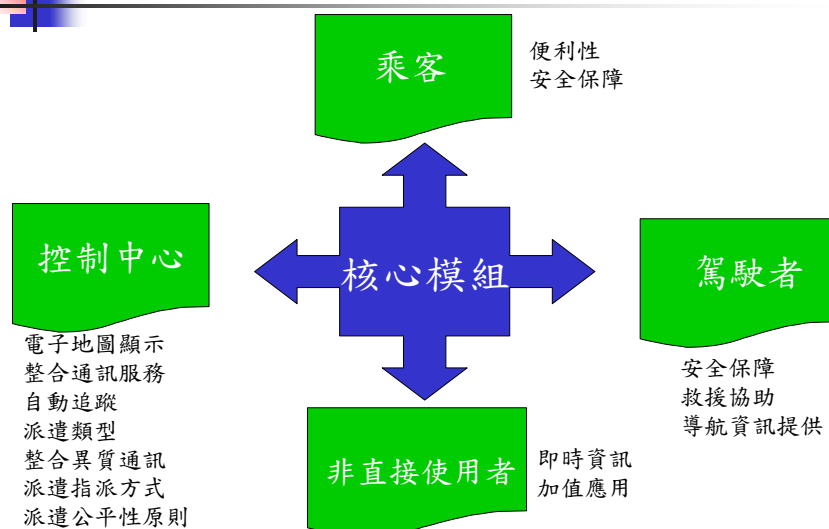 乘客
便利性
安全保障
控制中心
電子地圖顯示
整合通訊服務
自動追蹤
派遣類型
整合異質通訊
派遣指派方式
派遣公平性原則
核心模組
駕駛者
安全保障
救援協助
導航資訊提供
非直接使用者
即時資訊
加值應用